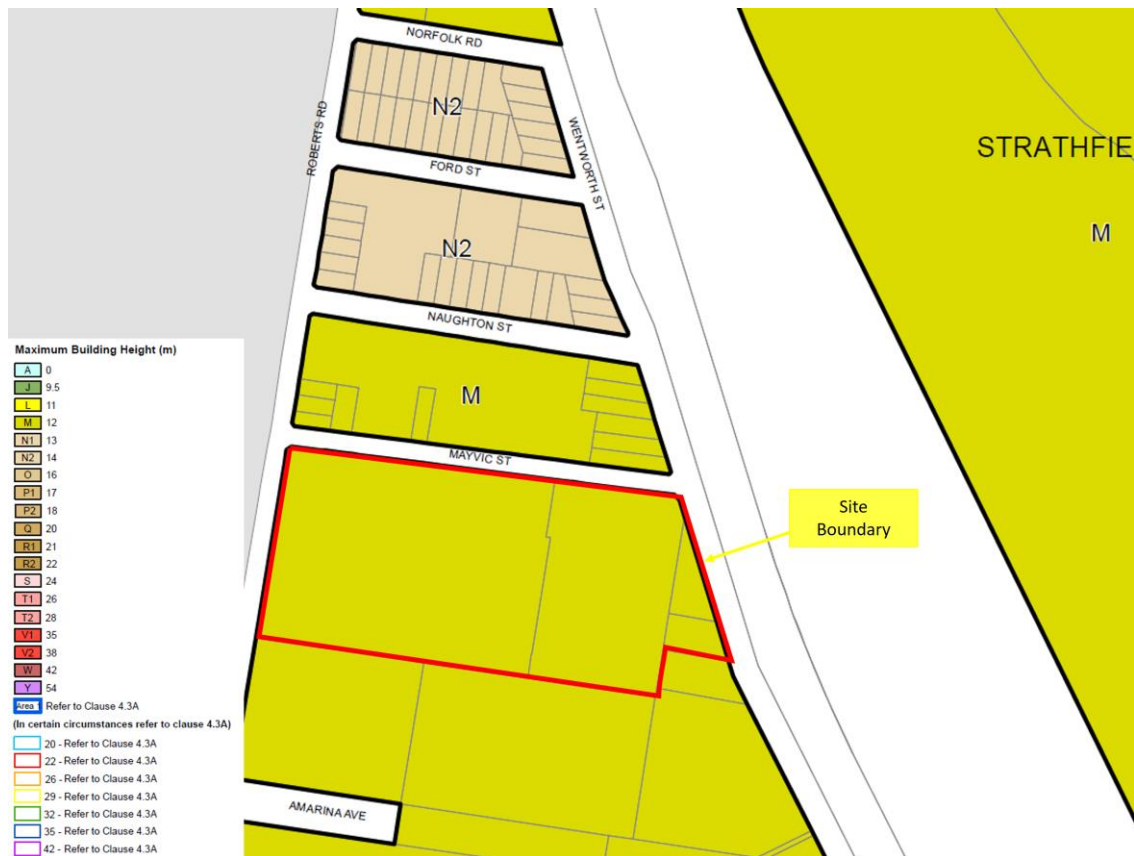 NORFOLK RD
N2
ROBERTS RD
WENTWORTH ST
FORD ST
STRATHFIE
N2
M
NAUGHTON ST
M
MAYVIC ST
Site
Boundary
AMARINA AVE
Maximum Building Height (m)
A 0
J 9.5
L 11
M 12
N1 13
N2 14
O 16
P1 17
P2 18
Q 20
R1 21
R2 22
S 24
T1 26
T2 28
V1 35
V2 38
W 42
Y 54
Area 1 Refer to Clause 4.3A
(In certain circumstances refer to clause 4.3A)
20 - Refer to Clause 4.3A
22 - Refer to Clause 4.3A
26 - Refer to Clause 4.3A
29 - Refer to Clause 4.3A
32 - Refer to Clause 4.3A
35 - Refer to Clause 4.3A
42 - Refer to Clause 4.3A